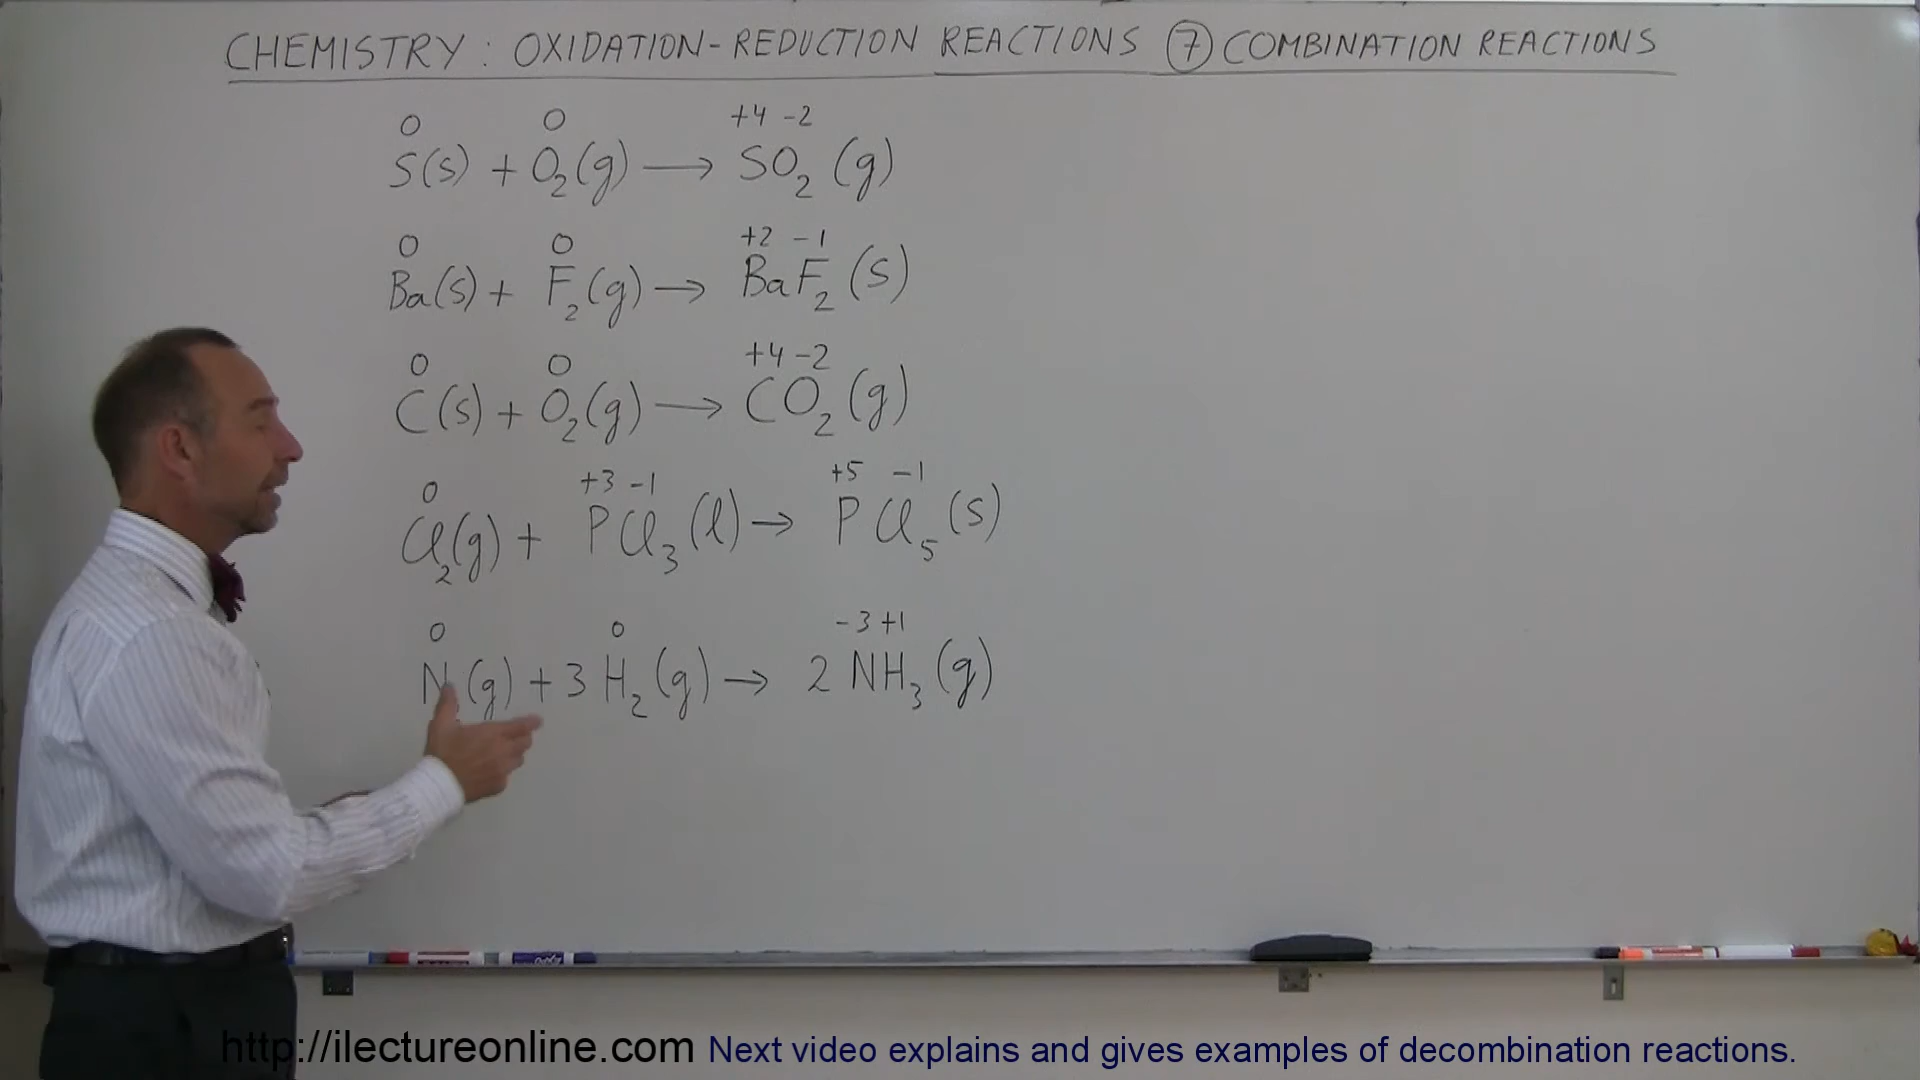 CHEMISTRY : OXIDATION-REDUCTION REACTIONS ⑦ COMBINATION REACTIONS
0 0 +4 -2
S(s) + O₂(g) ⟶ SO₂ (g)
0 0 +2 -1
Ba(s) + F₂(g) → BaF₂ (s)
0 0 +4 -2
C(s) + O₂(g) ⟶ CO₂ (g)
0 +3 -1 +5 -1
Cl₂(g) + PCl₃(l) → PCl₅ (s)
0 0 -3 +1
N (g) + 3 H₂(g) → 2 NH₃ (g)
http://ilectureonline.com Next video explains and gives examples of decombination reactions.